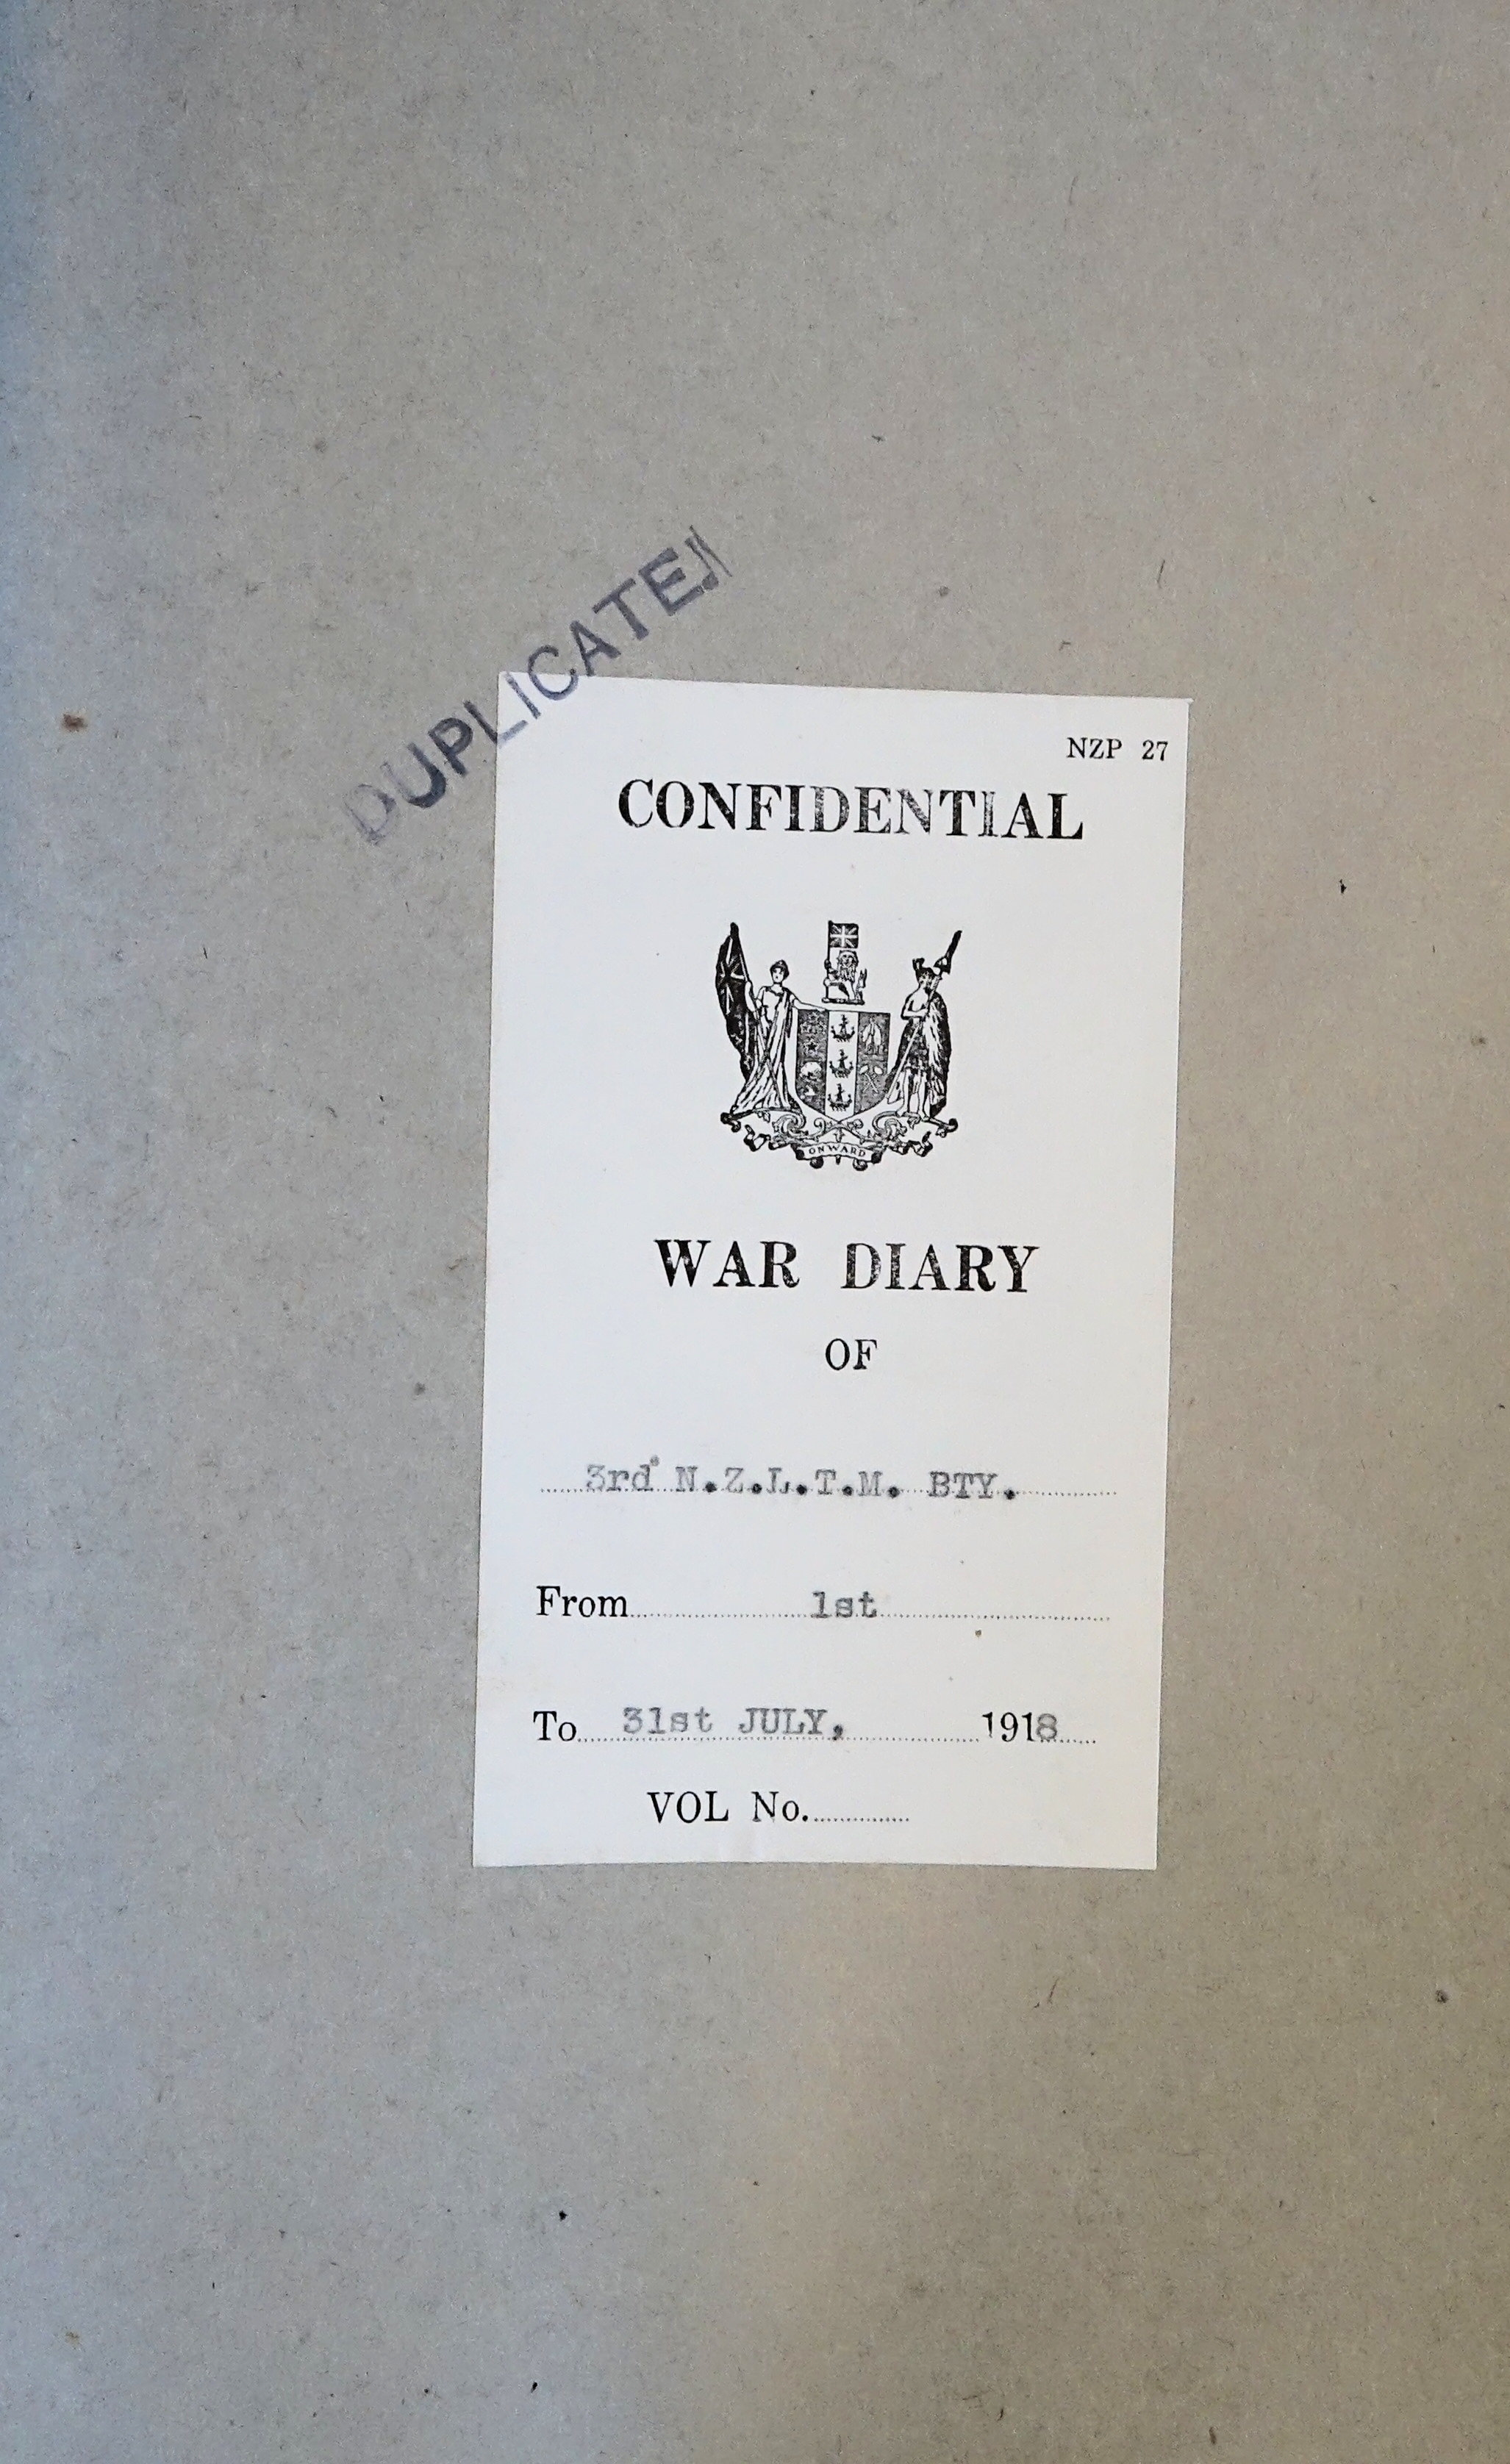 DUPLICATE
NZP 27
CONFIDENTIAL
ONWARD
WAR DIARY
OF
3rd N.Z.L.T.M. BTY.
From 1st
To 31st JULY, 1918
VOL No.